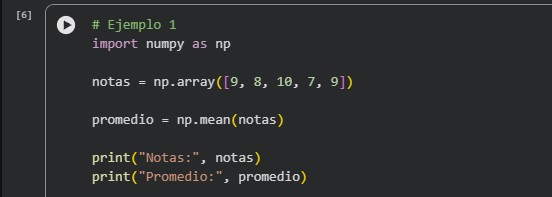 [6]
# Ejemplo 1
import numpy as np
notas = np.array([9, 8, 10, 7, 9])
promedio = np.mean(notas)
print("Notas:", notas)
print("Promedio:", promedio)